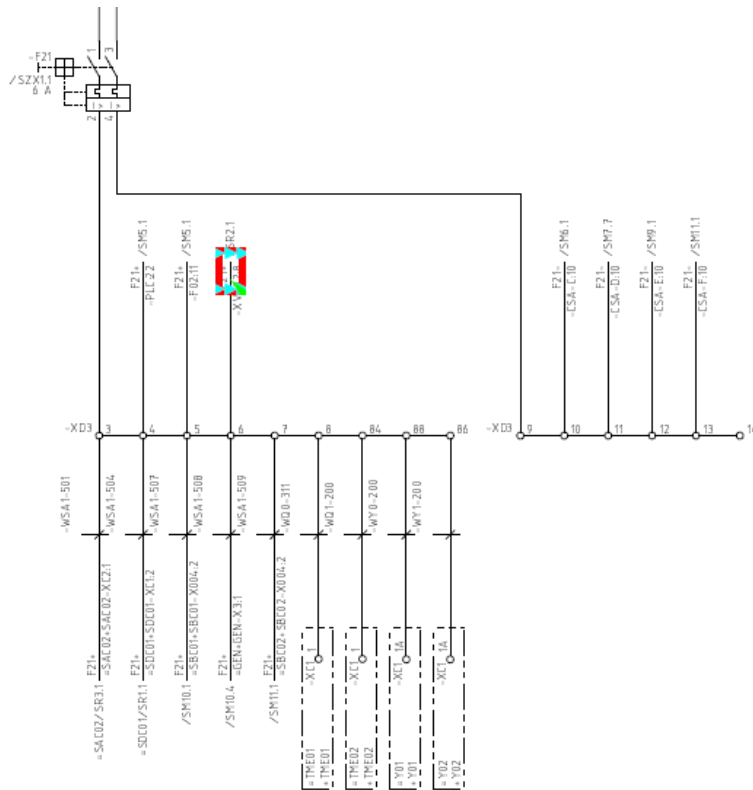 -F21
/SZX1.1
6 A
1
3
2
4
F21+ /SM5.1
-PLC:22
F21+ /SM5.1
-F02:11
F21- /SM6.1
=CSA-C:10
F21- /SM7.7
=CSA-D:10
F21- /SM9.1
=CSA-E:10
F21- /SM11.1
=CSA-F:10
-XD3
3
4
5
6
7
8
84
88
86
-XD3
9
10
11
12
13
-WSA1-501
-WSA1-504
-WSA1-507
-WSA1-508
-WSA1-509
-WQ0-311
-WQ1-200
-WY0-200
-WY1-200
F21+
=SAC02+SAC02-XC2:1
=SAC02/SR3.1
F21+
=SDC01+SDC01-XC1:2
=SDC01/SR1.1
F21+
=SBC01+SBC01-X004:2
/SM10.1
F21+
=GEN+GEN-X3:1
/SM10.4
F21+
=SBC02+SBC02-X004:2
/SM11.1
-XC1
1
=TME01
+TME01
-XC1
1
=TME02
+TME02
-XC1
1A
=Y01
+Y01
-XC1
1A
=Y02
+Y02